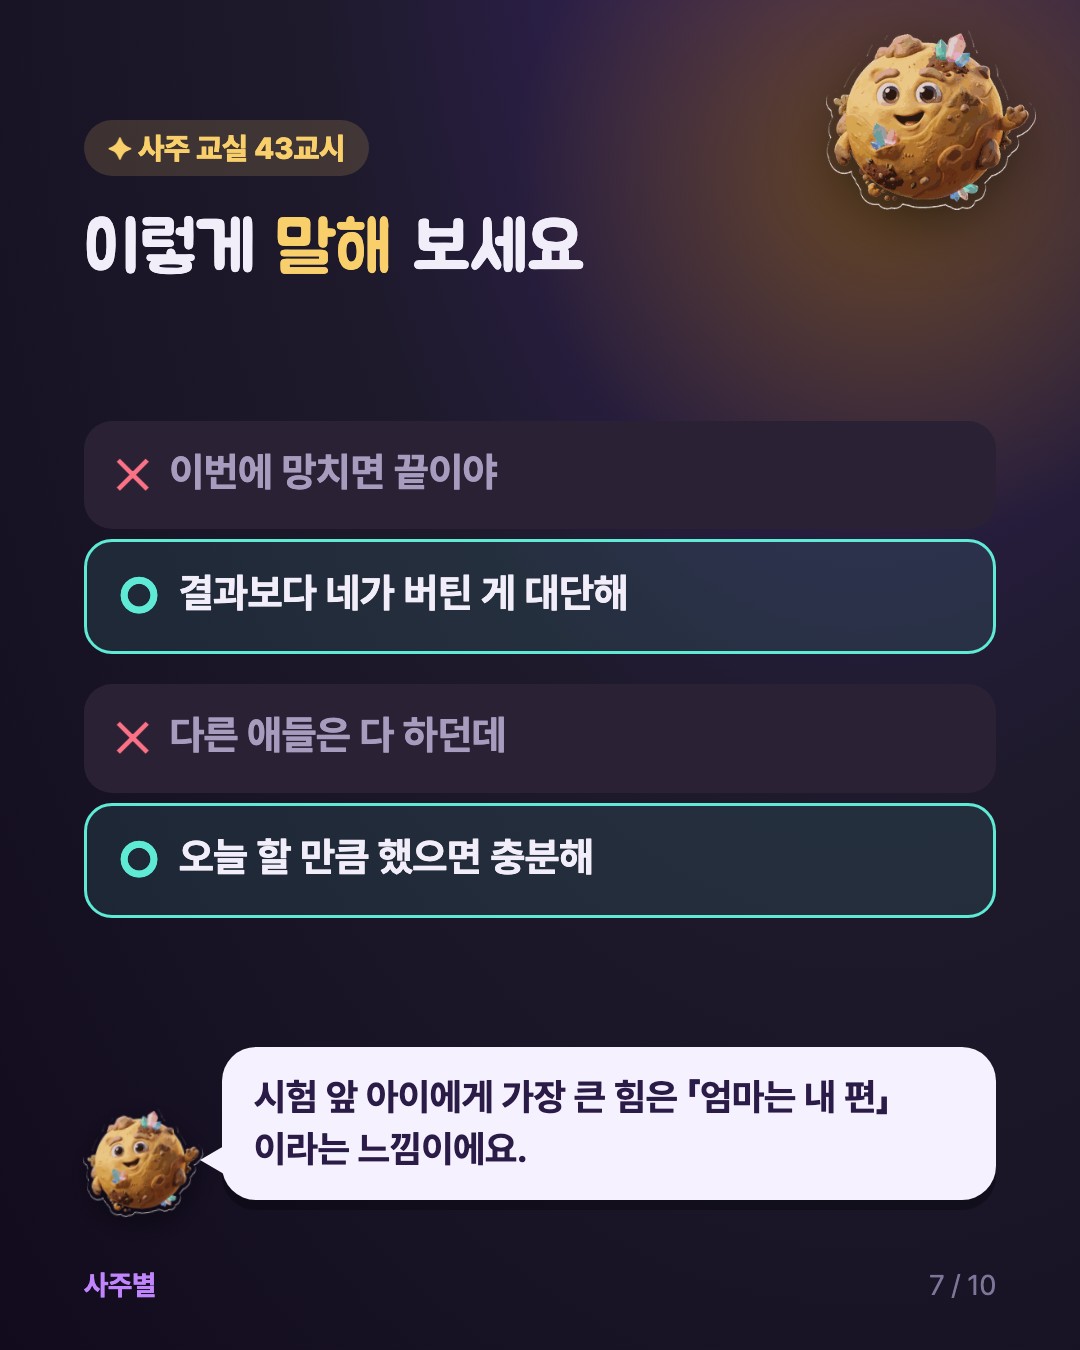 ✦ 사주 교실 43교시
이렇게 말해 보세요
✕ 이번에 망치면 끝이야
○ 결과보다 네가 버틴 게 대단해
✕ 다른 애들은 다 하던데
○ 오늘 할 만큼 했으면 충분해
시험 앞 아이에게 가장 큰 힘은 「엄마는 내 편」
이라는 느낌이에요.
사주별
7 / 10